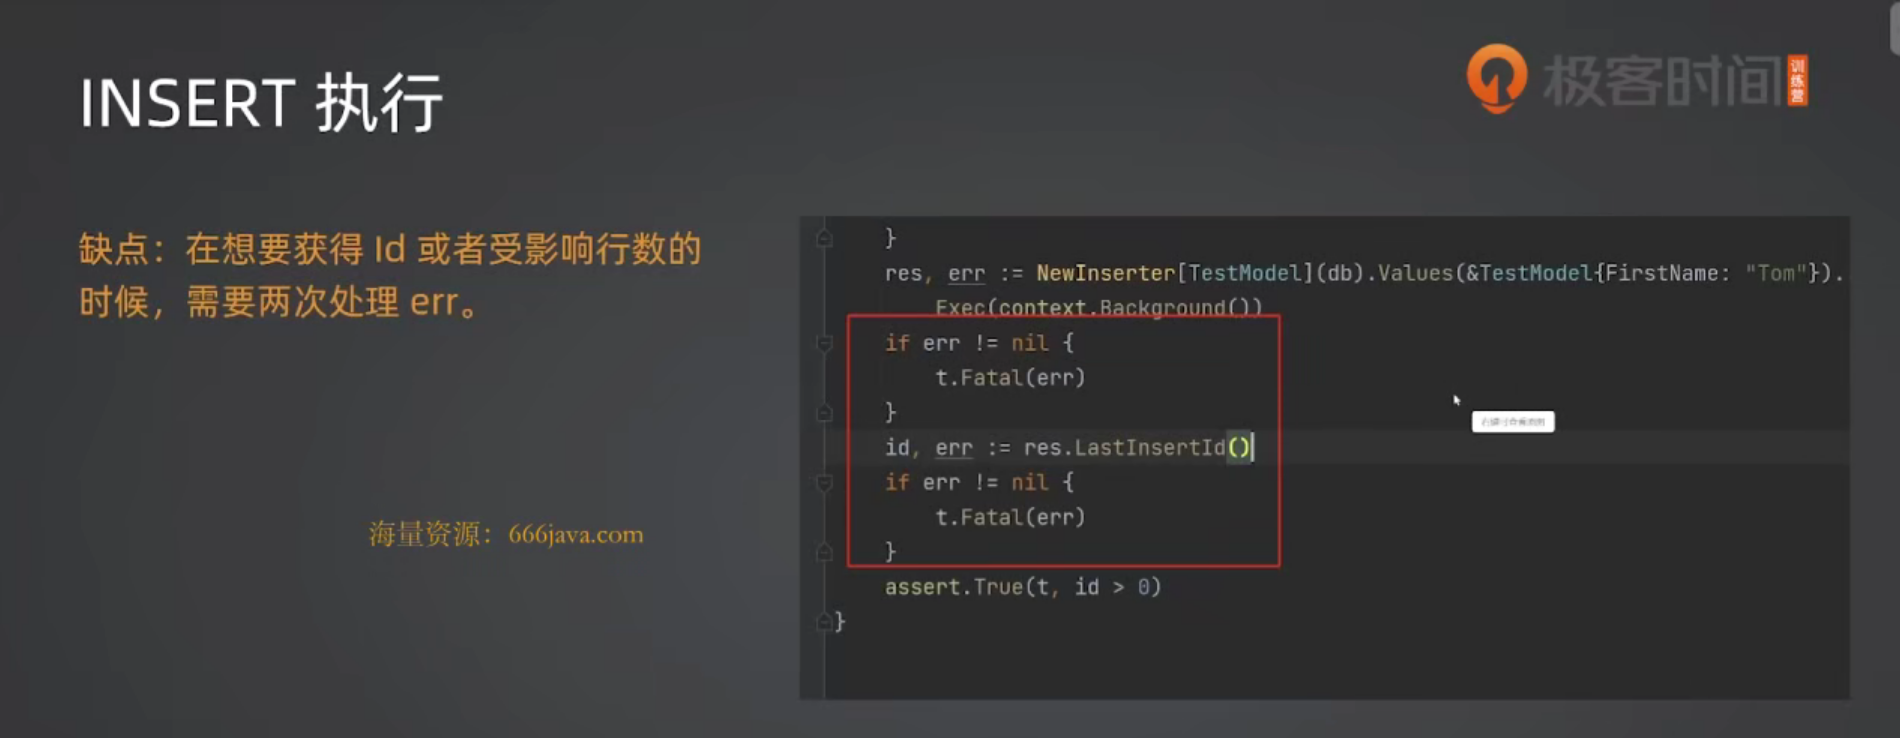 INSERT 执行
极客时间
训练营
缺点：在想要获得 Id 或者受影响行数的
时候，需要两次处理 err。
海量资源：666java.com
}
res, err := NewInserter[TestModel](db).Values(&TestModel{FirstName: "Tom"}).
Exec(context.Background())
if err != nil {
t.Fatal(err)
}
id, err := res.LastInsertId()
if err != nil {
t.Fatal(err)
}
assert.True(t, id > 0)
}